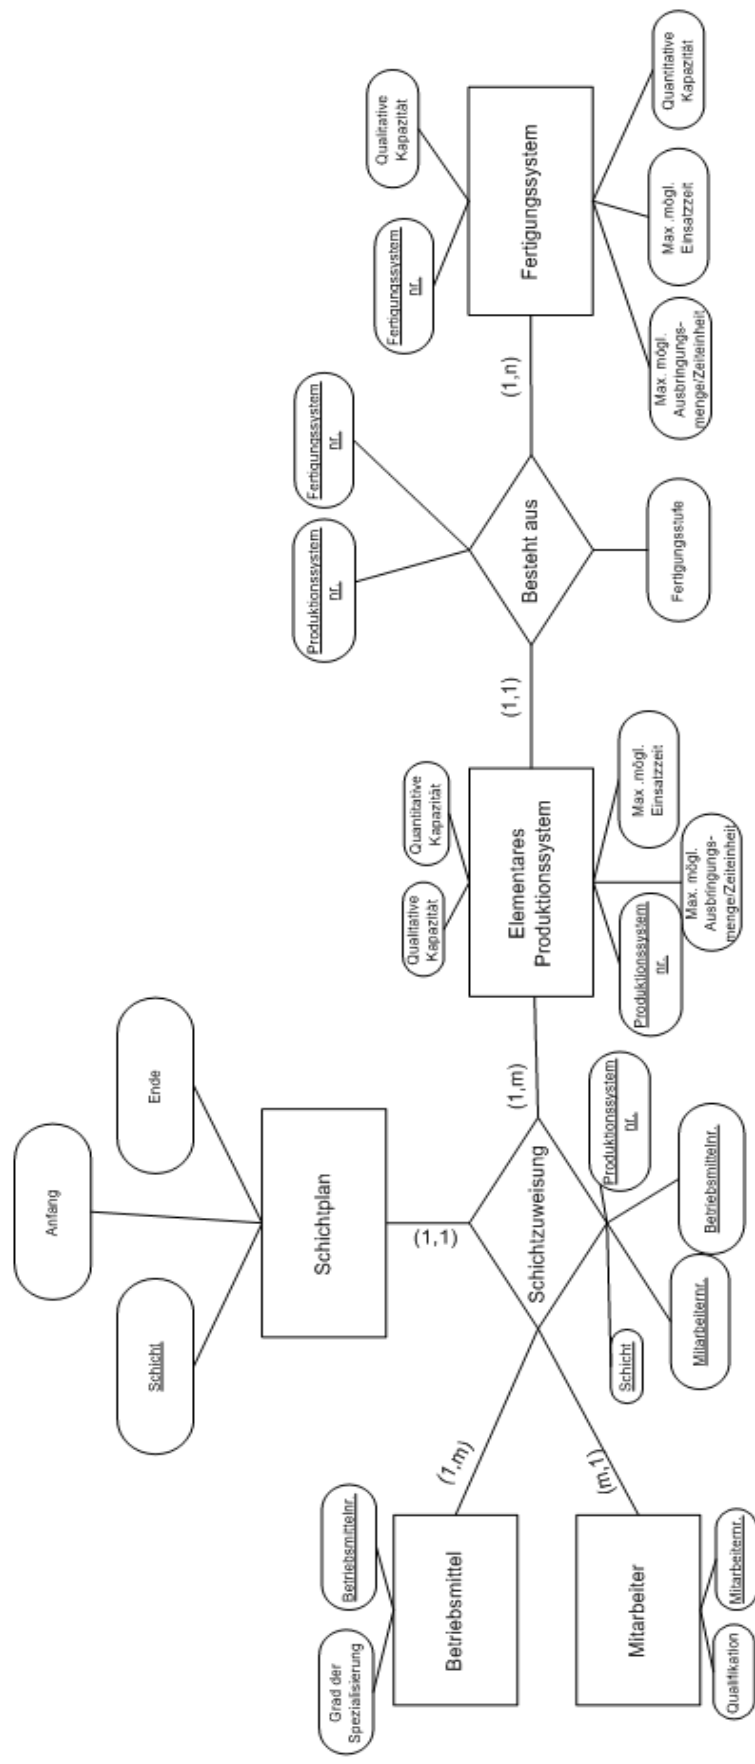 Anfang
Schicht
Ende
Schichtplan
(1,1)
Grad der
Spezialisierung
Betriebsmittelnr.
Betriebsmittel
(1,m)
Mitarbeiter
(m,1)
Qualifikation
Mitarbeiternr.
Schichtzuweisung
Schicht
Mitarbeiternr.
Betriebsmittelnr.
Produktionssystem
nr.
(1,m)
Qualitative
Kapazität
Quantitative
Kapazität
Elementares
Produktionssystem
Produktionssystem
nr.
Max. mögl.
Ausbringungs-
menge/Zeiteinheit
Max .mögl.
Einsatzzeit
(1,1)
Produktionssystem
nr.
Fertigungssystem
nr.
Besteht aus
Fertigungsstufe
(1,n)
Fertigungssystem
nr.
Qualitative
Kapazität
Fertigungssystem
Max. mögl.
Ausbringungs-
menge/Zeiteinheit
Max .mögl.
Einsatzzeit
Quantitative
Kapazität